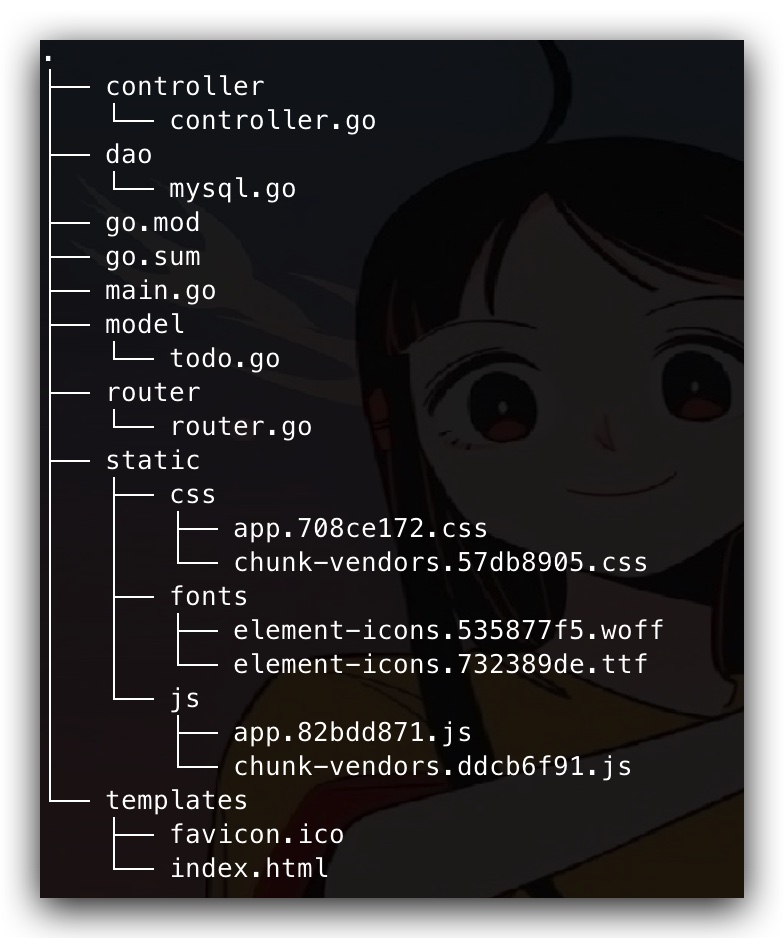 .
├── controller
│   └── controller.go
├── dao
│   └── mysql.go
├── go.mod
├── go.sum
├── main.go
├── model
│   └── todo.go
├── router
│   └── router.go
├── static
│   ├── css
│   │   ├── app.708ce172.css
│   │   └── chunk-vendors.57db8905.css
│   ├── fonts
│   │   ├── element-icons.535877f5.woff
│   │   └── element-icons.732389de.ttf
│   └── js
│       ├── app.82bdd871.js
│       └── chunk-vendors.ddcb6f91.js
└── templates
    ├── favicon.ico
    └── index.html